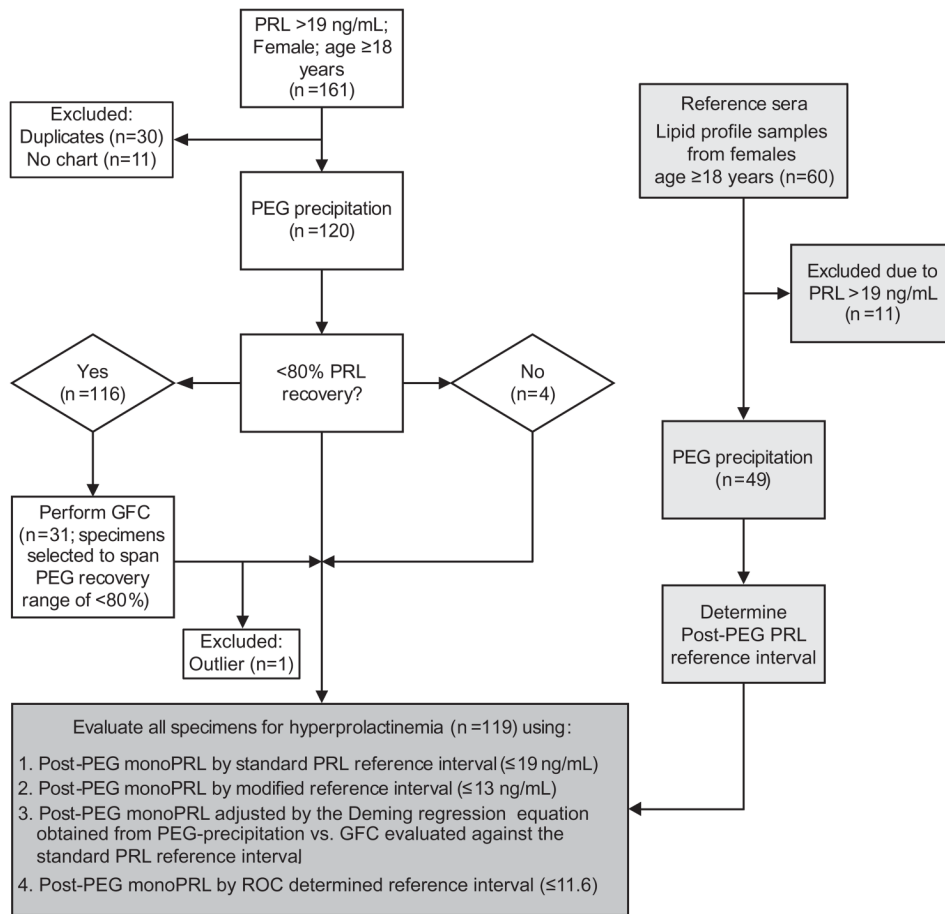 PRL >19 ng/mL;
Female; age ≥18
years
(n=161)
Excluded:
Duplicates (n=30)
No chart (n=11)
PEG precipitation
(n=120)
<80% PRL
recovery?
Yes
(n=116)
No
(n=4)
Perform GFC
(n=31; specimens
selected to span
PEG recovery
range of <80%)
Excluded:
Outlier (n=1)
Reference sera
Lipid profile samples
from females
age ≥18 years (n=60)
Excluded due to
PRL >19 ng/mL
(n=11)
PEG precipitation
(n=49)
Determine
Post-PEG PRL
reference interval
Evaluate all specimens for hyperprolactinemia (n=119) using:
1. Post-PEG monoPRL by standard PRL reference interval (≤19 ng/mL)
2. Post-PEG monoPRL by modified reference interval (≤13 ng/mL)
3. Post-PEG monoPRL adjusted by the Deming regression equation
obtained from PEG-precipitation vs. GFC evaluated against the
standard PRL reference interval
4. Post-PEG monoPRL by ROC determined reference interval (≤11.6)